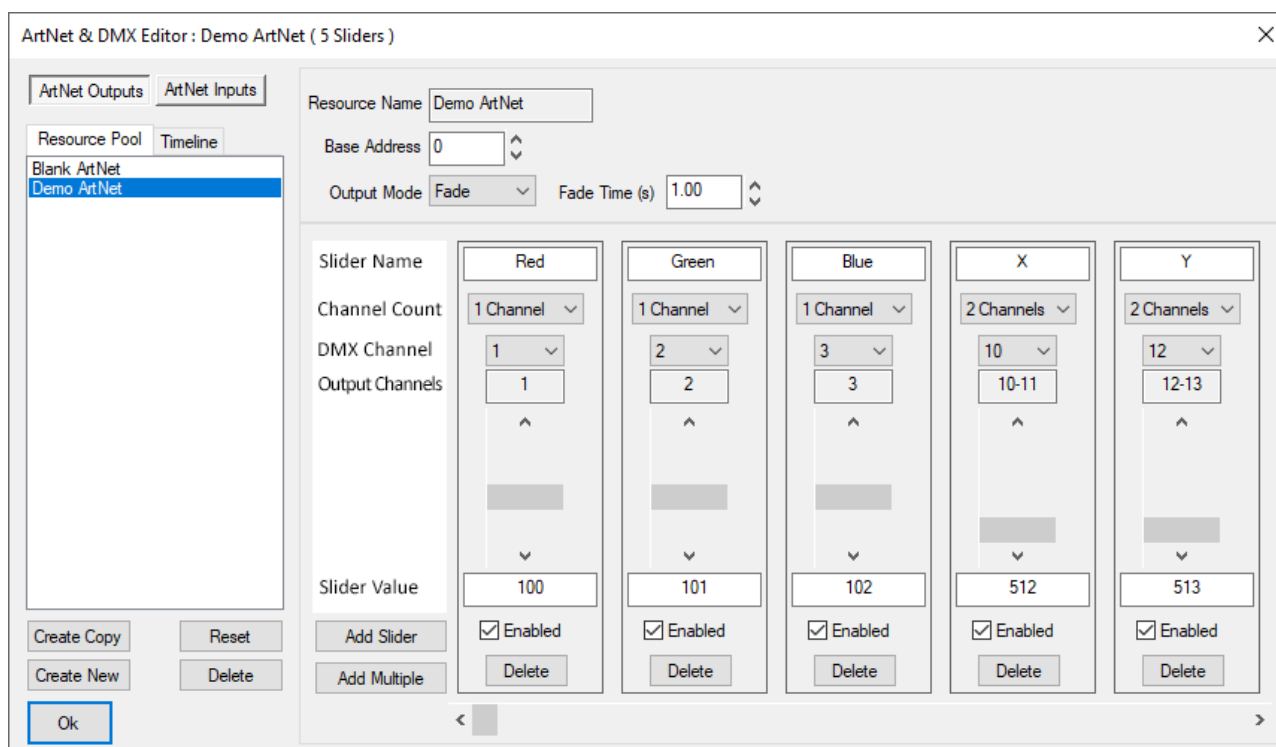 ArtNet & DMX Editor : Demo ArtNet ( 5 Sliders )
ArtNet Outputs ArtNet Inputs
Resource Pool Timeline
Blank ArtNet
Demo ArtNet
Create Copy Reset
Create New Delete
Ok
Resource Name Demo ArtNet
Base Address 0
Output Mode Fade Fade Time (s) 1.00
Slider Name Red Green Blue X Y
Channel Count 1 Channel 1 Channel 1 Channel 2 Channels 2 Channels
DMX Channel 1 2 3 10 12
Output Channels 1 2 3 10-11 12-13
Slider Value 100 101 102 512 513
Add Slider Enabled Enabled Enabled Enabled Enabled
Add Multiple Delete Delete Delete Delete Delete